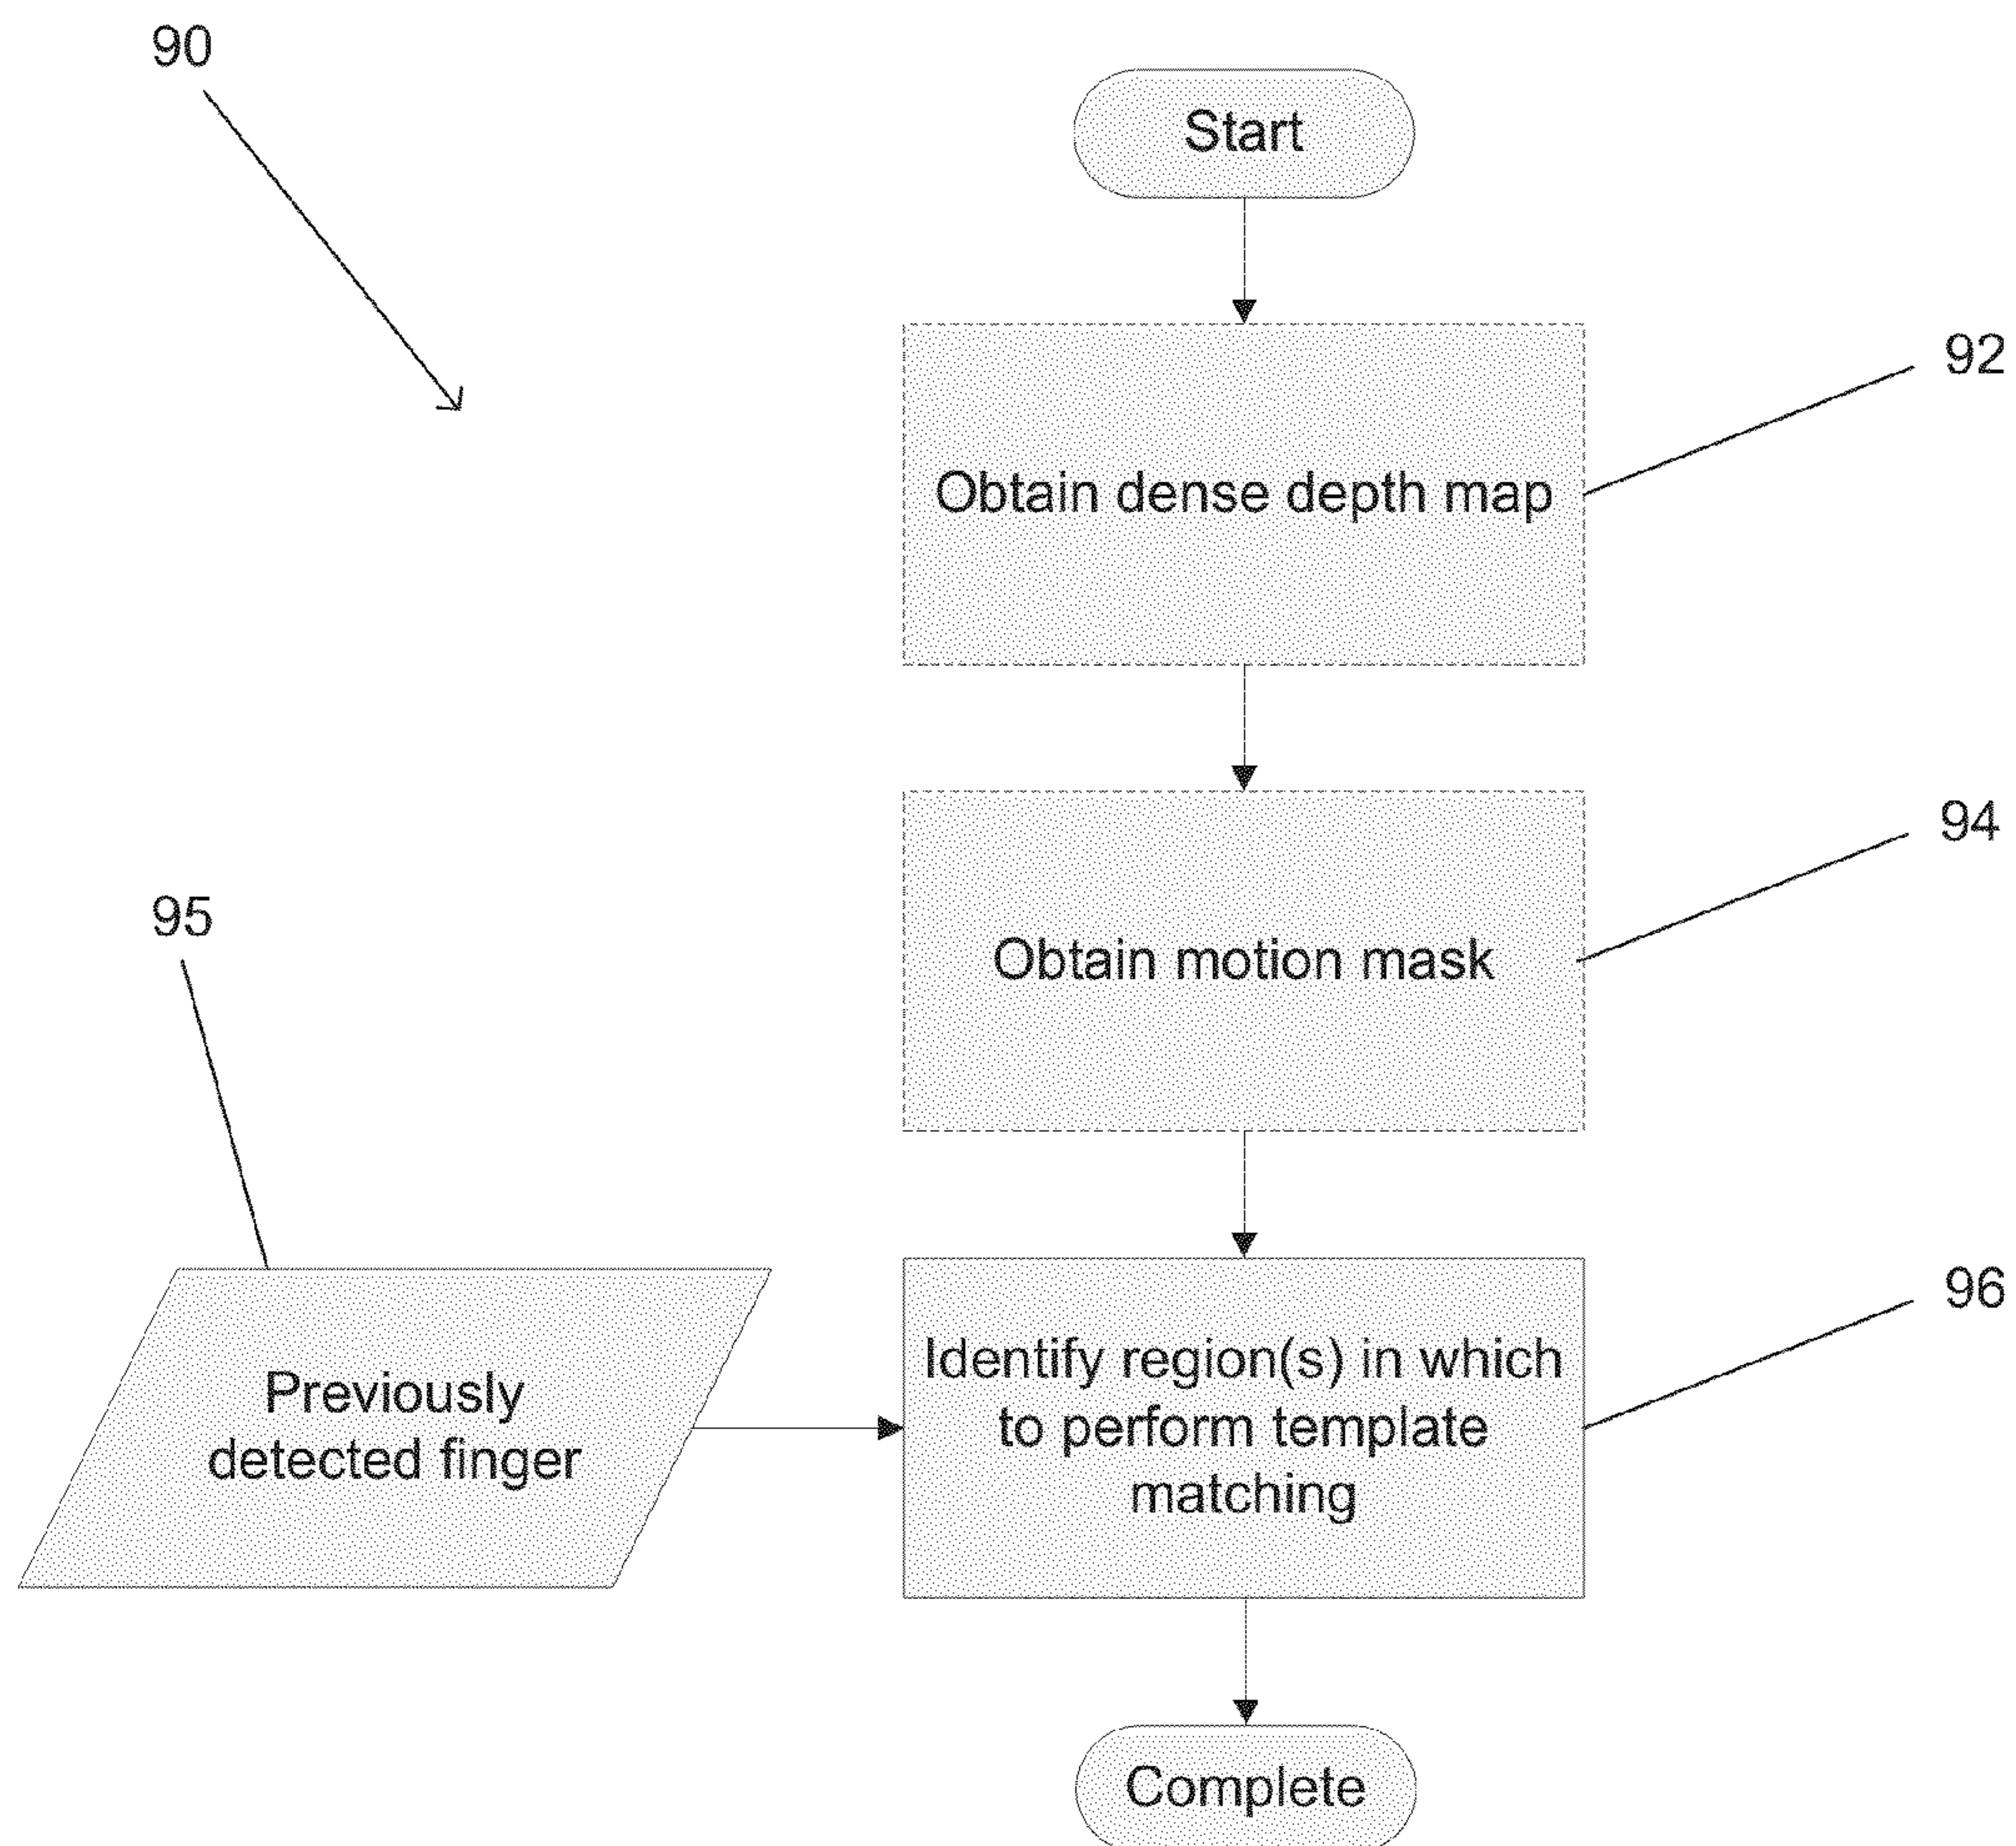 90
Start
92
Obtain dense depth map
94
Obtain motion mask
95
96
Previously
detected finger
Identify region(s) in which
to perform template
matching
Complete